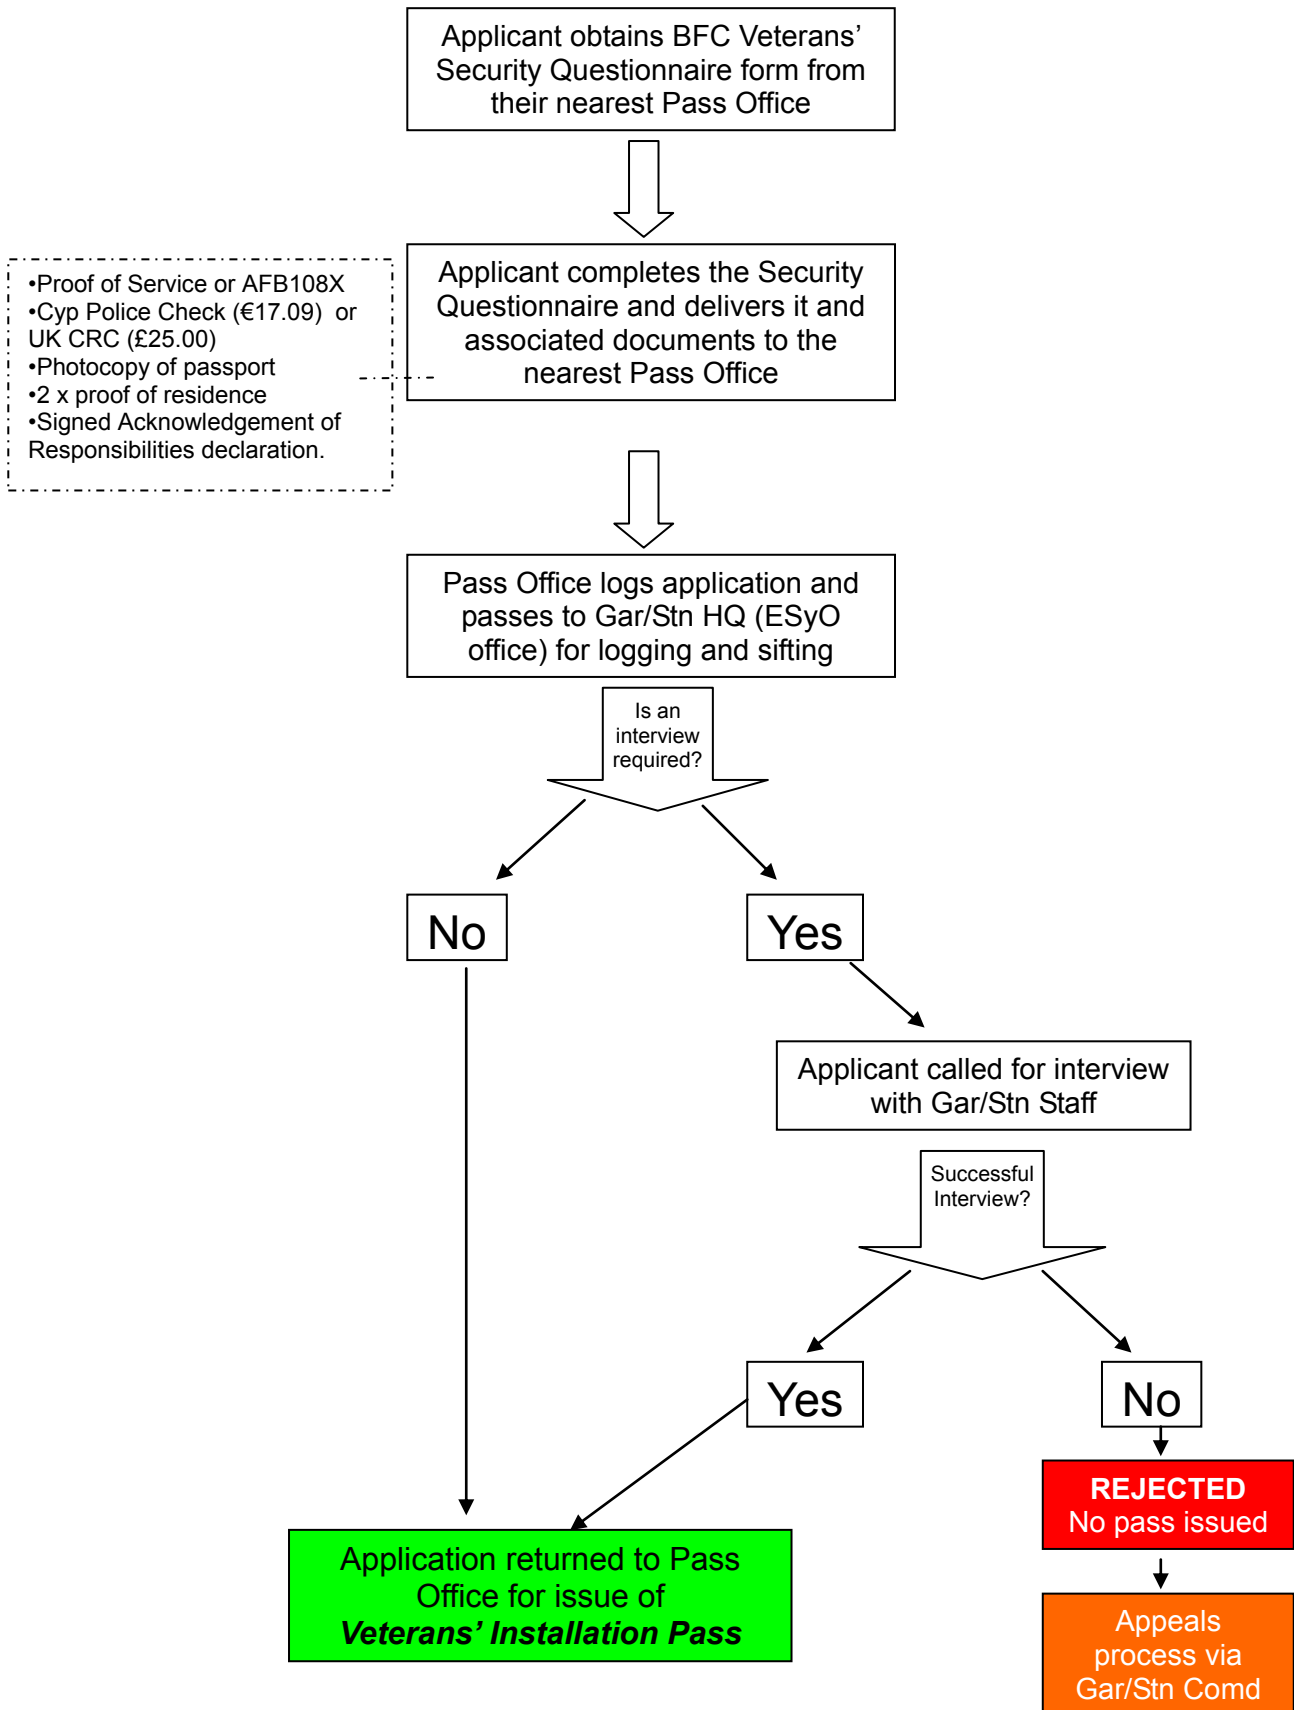 Applicant obtains BFC Veterans’
Security Questionnaire form from
their nearest Pass Office
•Proof of Service or AFB108X
•Cyp Police Check (€17.09)  or
UK CRC (£25.00)
•Photocopy of passport
•2 x proof of residence
•Signed Acknowledgement of
Responsibilities declaration.
Applicant completes the Security
Questionnaire and delivers it and
associated documents to the
nearest Pass Office
Pass Office logs application and
passes to Gar/Stn HQ (ESyO
office) for logging and sifting
Is an
interview
required?
No
Yes
Applicant called for interview
with Gar/Stn Staff
Successful
Interview?
Yes
No
REJECTED
No pass issued
Application returned to Pass
Office for issue of
Veterans’ Installation Pass
Appeals
process via
Gar/Stn Comd